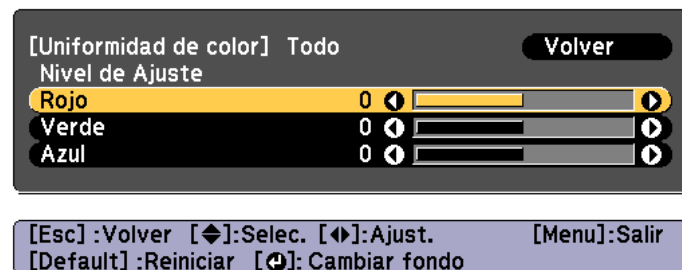 [Uniformidad de color] Todo Volver
Nivel de Ajuste
Rojo 0
Verde 0
Azul 0
[Esc] :Volver [◆]:Selec. [◂▸]:Ajust. [Menu]:Salir
[Default] :Reiniciar [↵]: Cambiar fondo